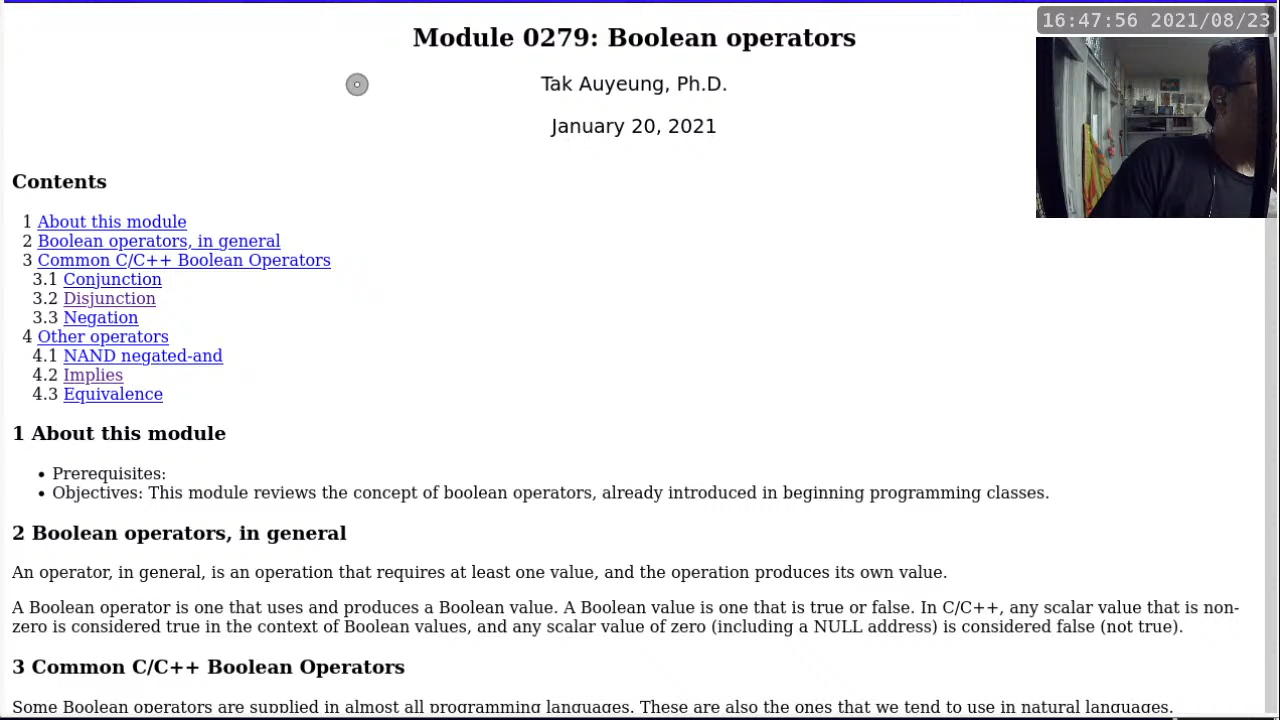 16:47:56 2021/08/23
Module 0279: Boolean operators
Tak Auyeung, Ph.D.
January 20, 2021
Contents
1 About this module
2 Boolean operators, in general
3 Common C/C++ Boolean Operators
3.1 Conjunction
3.2 Disjunction
3.3 Negation
4 Other operators
4.1 NAND negated-and
4.2 Implies
4.3 Equivalence
1 About this module
• Prerequisites:
• Objectives: This module reviews the concept of boolean operators, already introduced in beginning programming classes.
2 Boolean operators, in general
An operator, in general, is an operation that requires at least one value, and the operation produces its own value.
A Boolean operator is one that uses and produces a Boolean value. A Boolean value is one that is true or false. In C/C++, any scalar value that is non-
zero is considered true in the context of Boolean values, and any scalar value of zero (including a NULL address) is considered false (not true).
3 Common C/C++ Boolean Operators
Some Boolean operators are supplied in almost all programming languages. These are also the ones that we tend to use in natural languages.